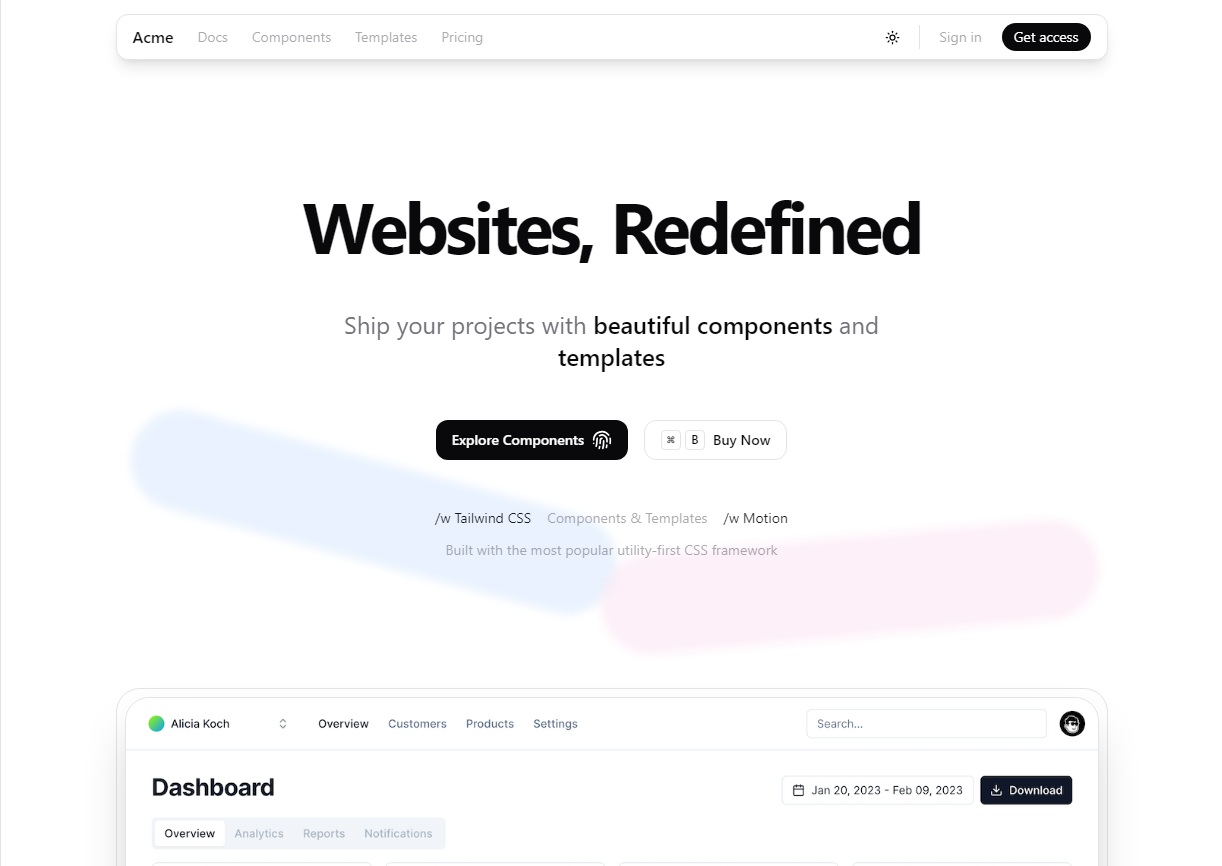 Acme Docs Components Templates Pricing Sign in Get access
Websites, Redefined
Ship your projects with beautiful components and
templates
Explore Components ⌘ B Buy Now
/w Tailwind CSS Components & Templates /w Motion
Built with the most popular utility-first CSS framework
Alicia Koch Overview Customers Products Settings Search...
Dashboard Jan 20, 2023 - Feb 09, 2023 Download
Overview Analytics Reports Notifications